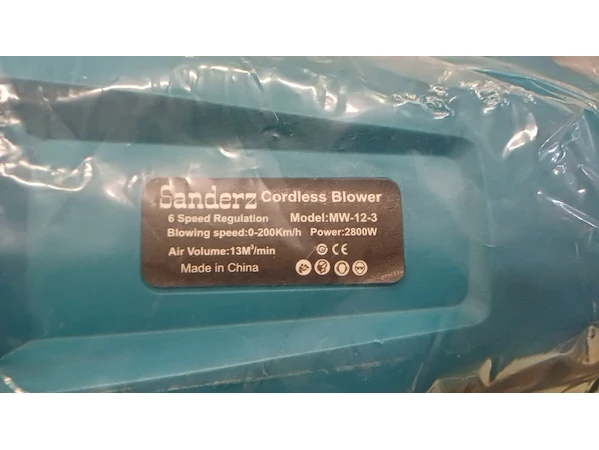 Sanderz Cordless Blower
6 Speed Regulation Model:MW-12-3
Blowing speed:0-200Km/h Power:2800W
Air Volume:13M³/min
CE
Made in China